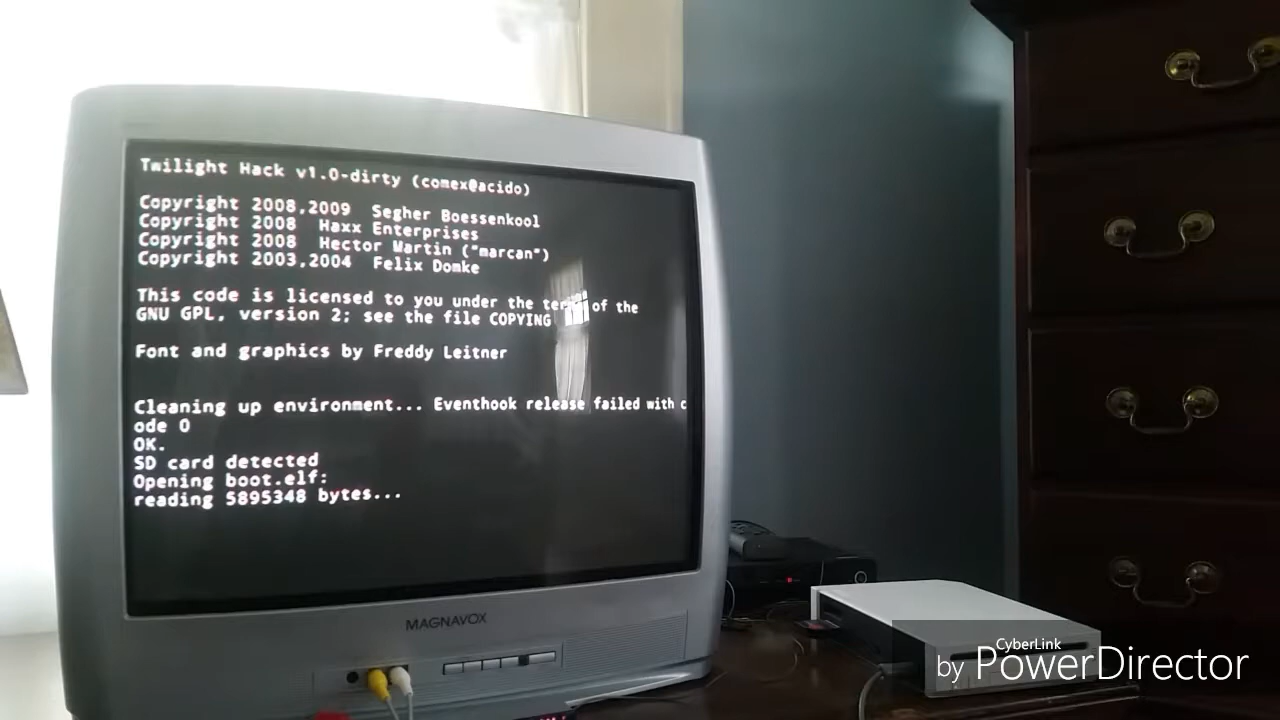 Twilight Hack v1.0-dirty (comex@acido)
Copyright 2008,2009  Segher Boessenkool
Copyright 2008  Haxx Enterprises
Copyright 2008  Hector Martin ("marcan")
Copyright 2003,2004  Felix Domke
This code is licensed to you under the terms of the
GNU GPL, version 2; see the file COPYING
Font and graphics by Freddy Leitner
Cleaning up environment... Eventhook release failed with c
ode 0
OK.
SD card detected
Opening boot.elf:
reading 5895348 bytes...
MAGNAVOX
CyberLink
by PowerDirector